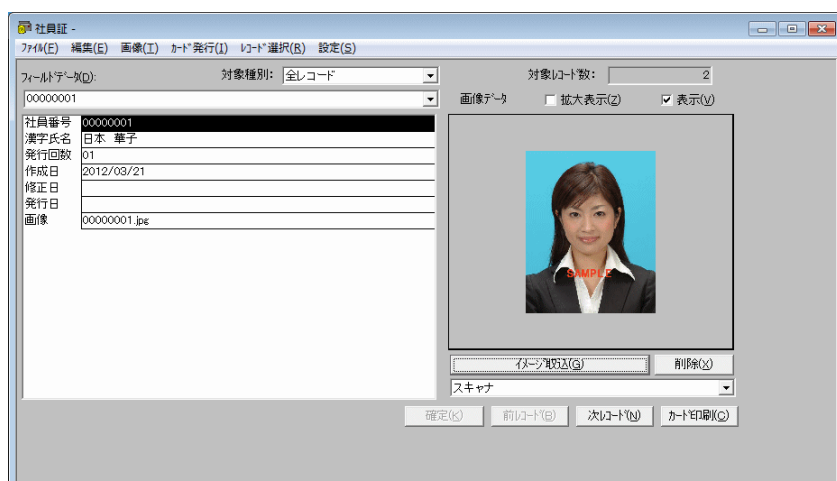 社員証 -
ファイル(F) 編集(E) 画像(T) カード発行(I) レコード選択(R) 設定(S)
フィールドデータ(D): 対象種別: 全レコード 対象レコード数: 2
00000001 画像データ 拡大表示(Z) 表示(V)
社員番号 00000001
漢字氏名 日本 華子
発行回数 01
作成日 2012/03/21
修正日
発行日
画像 00000001.jpg
SAMPLE
イメージ取込(G) 削除(X)
スキャナ
確定(K) 前レコード(B) 次レコード(N) カード印刷(C)